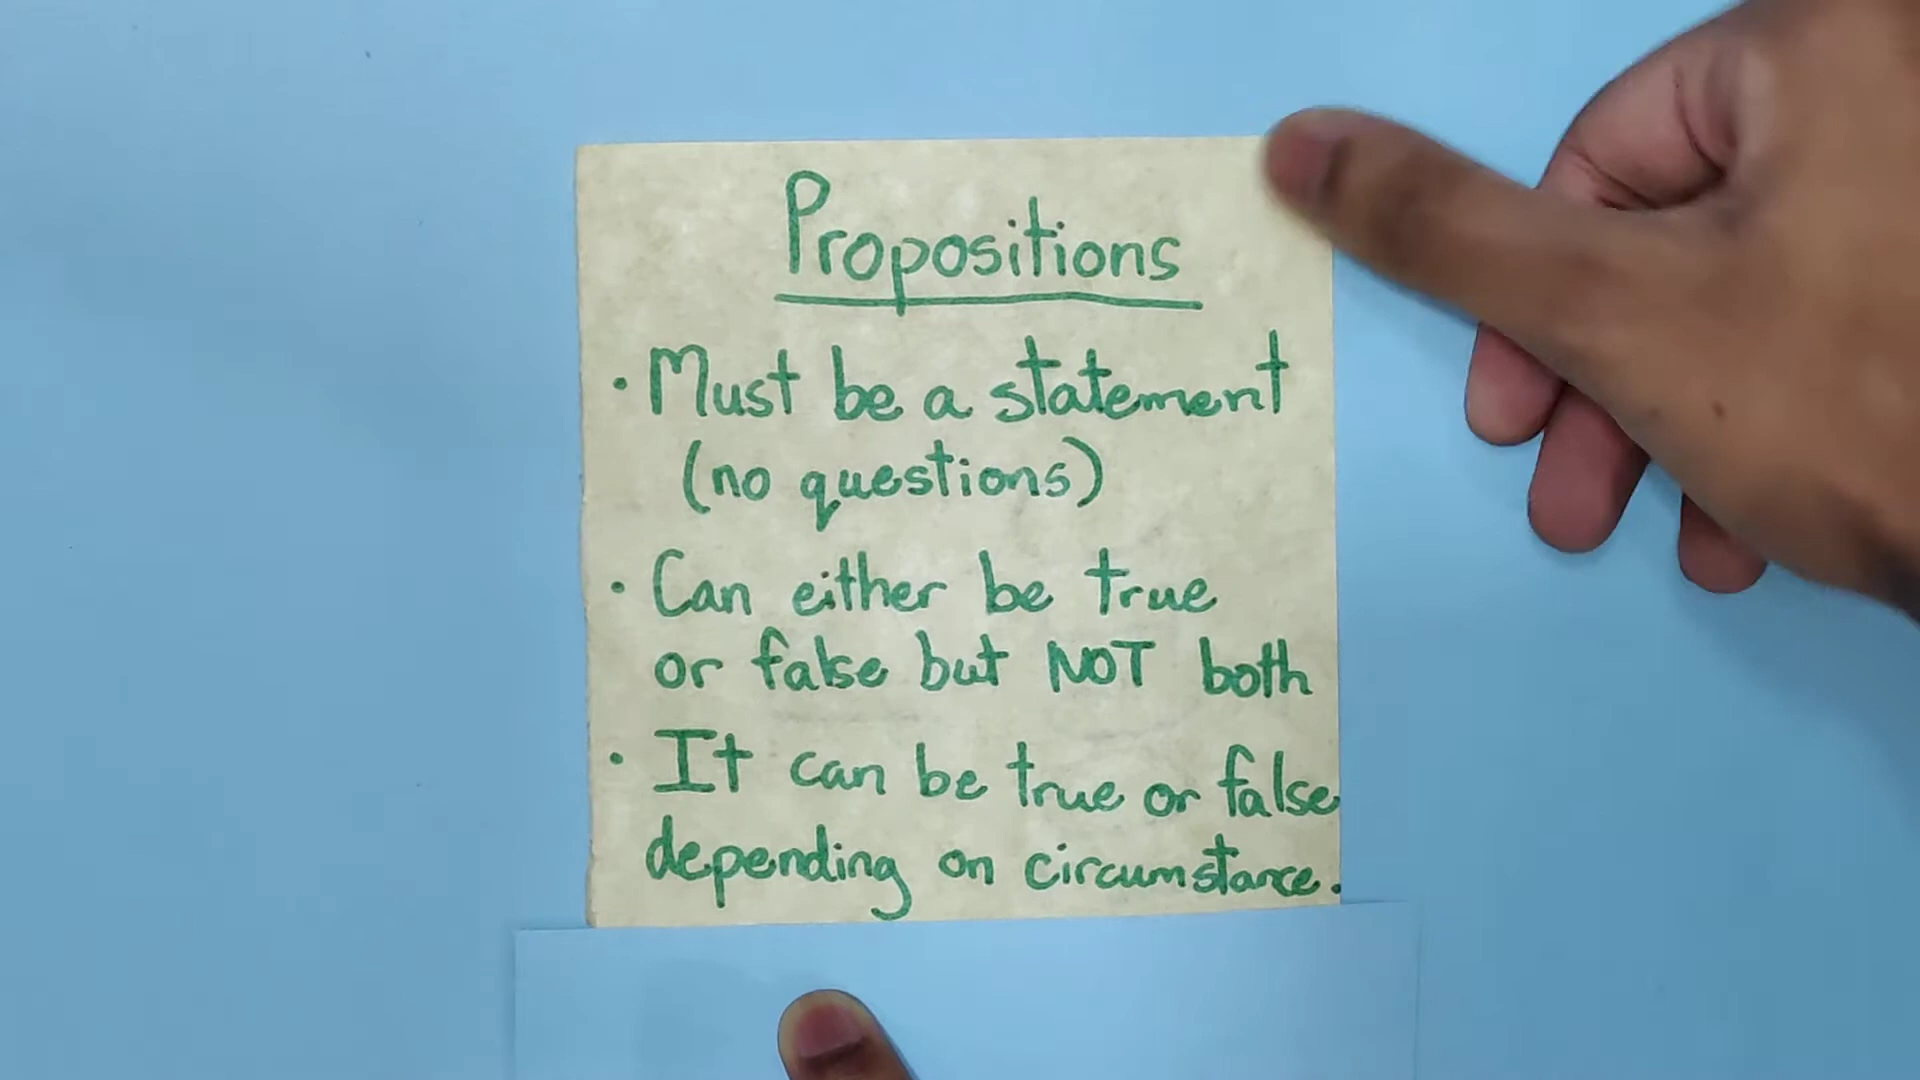 Propositions
• Must be a statement
(no questions)
• Can either be true
or false but NOT both
• It can be true or false
depending on circumstance.